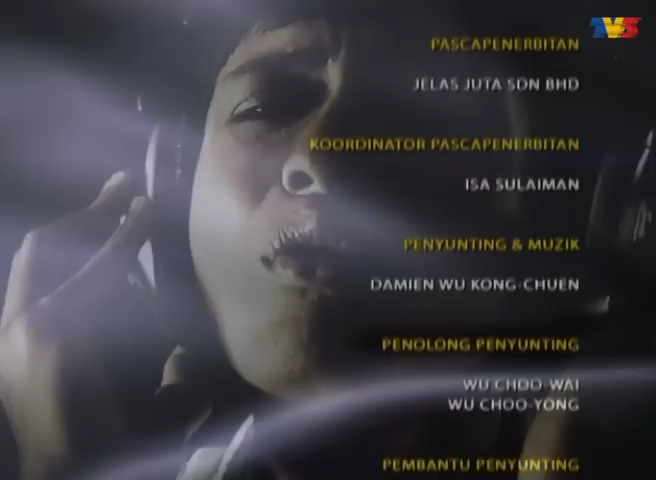 TV3
PASCAPENERBITAN
JELAS JUTA SDN BHD
KOORDINATOR PASCAPENERBITAN
ISA SULAIMAN
PENYUNTING & MUZIK
DAMIEN WU KONG-CHUEN
PENOLONG PENYUNTING
WU CHOO-WAI
WU CHOO-YONG
PEMBANTU PENYUNTING